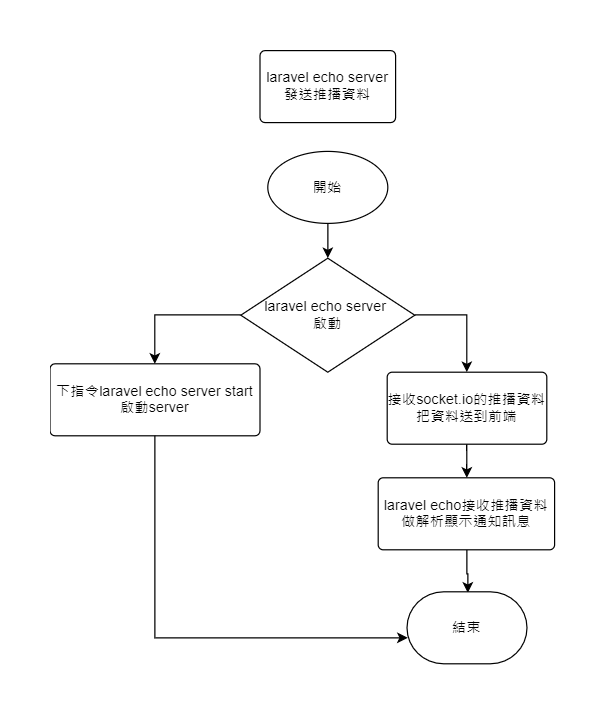 laravel echo server
發送推播資料
開始
laravel echo server
啟動
下指令laravel echo server start
啟動server
接收socket.io的推播資料
把資料送到前端
laravel echo接收推播資料
做解析顯示通知訊息
結束